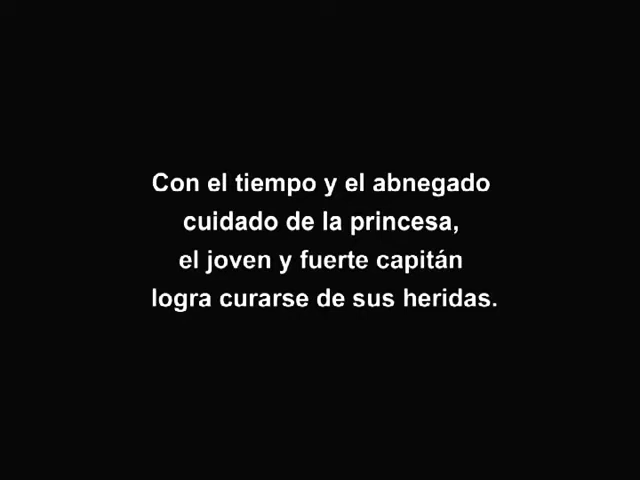 Con el tiempo y el abnegado
cuidado de la princesa,
el joven y fuerte capitán
logra curarse de sus heridas.